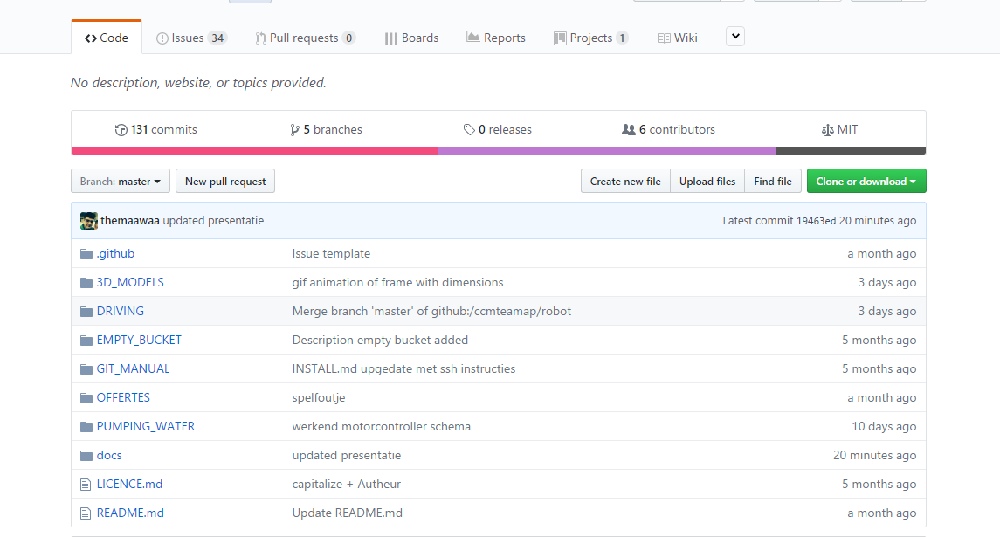 Code Issues 34 Pull requests 0 Boards Reports Projects 1 Wiki
No description, website, or topics provided.
131 commits 5 branches 0 releases 6 contributors MIT
Branch: master New pull request Create new file Upload files Find file Clone or download
themaawaa updated presentatie Latest commit 19463ed 20 minutes ago
.github Issue template a month ago
3D_MODELS gif animation of frame with dimensions 3 days ago
DRIVING Merge branch 'master' of github:/ccmteamap/robot 3 days ago
EMPTY_BUCKET Description empty bucket added 5 months ago
GIT_MANUAL INSTALL.md upgedate met ssh instructies 5 months ago
OFFERTES spelfoutje a month ago
PUMPING_WATER werkend motorcontroller schema 10 days ago
docs updated presentatie 20 minutes ago
LICENCE.md capitalize + Autheur 5 months ago
README.md Update README.md a month ago